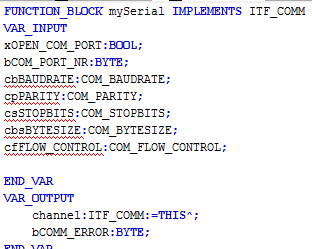 FUNCTION_BLOCK mySerial IMPLEMENTS ITF_COMM
VAR_INPUT
xOPEN_COM_PORT:BOOL;
bCOM_PORT_NR:BYTE;
cbBAUDRATE:COM_BAUDRATE;
cpPARITY:COM_PARITY;
csSTOPBITS:COM_STOPBITS;
cbsBYTESIZE:COM_BYTESIZE;
cfFLOW_CONTROL:COM_FLOW_CONTROL;
END_VAR
VAR_OUTPUT
channel:ITF_COMM:=THIS^;
bCOMM_ERROR:BYTE;
END_VAR